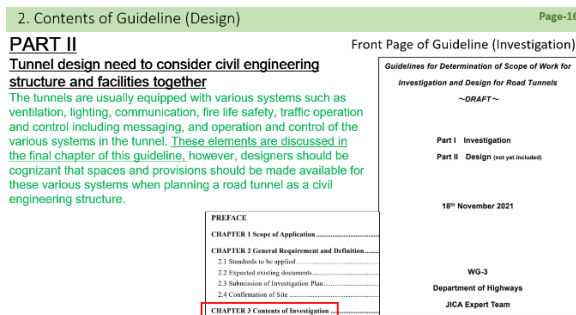 2. Contents of Guideline (Design)
Page-16
PART II
Tunnel design need to consider civil engineering
structure and facilities together
The tunnels are usually equipped with various systems such as
ventilation, lighting, communication, fire life safety, traffic operation
and control including messaging, and operation and control of the
various systems in the tunnel. These elements are discussed in
the final chapter of this guideline, however, designers should be
cognizant that spaces and provisions should be made available for
these various systems when planning a road tunnel as a civil
engineering structure.
Front Page of Guideline (Investigation)
Guidelines for Determination of Scope of Work for
Investigation and Design for Road Tunnels
~DRAFT~
Part I Investigation
Part II Design (not yet included)
18th November 2021
WG-3
Department of Highways
JICA Expert Team
PREFACE
CHAPTER 1 Scope of Application
CHAPTER 2 General Requirement and Definition
2.1 Standards to be applied
2.2 Expected existing documents
2.3 Submission of Investigation Plan
2.4 Confirmation of Site
CHAPTER 3 Contents of Investigation